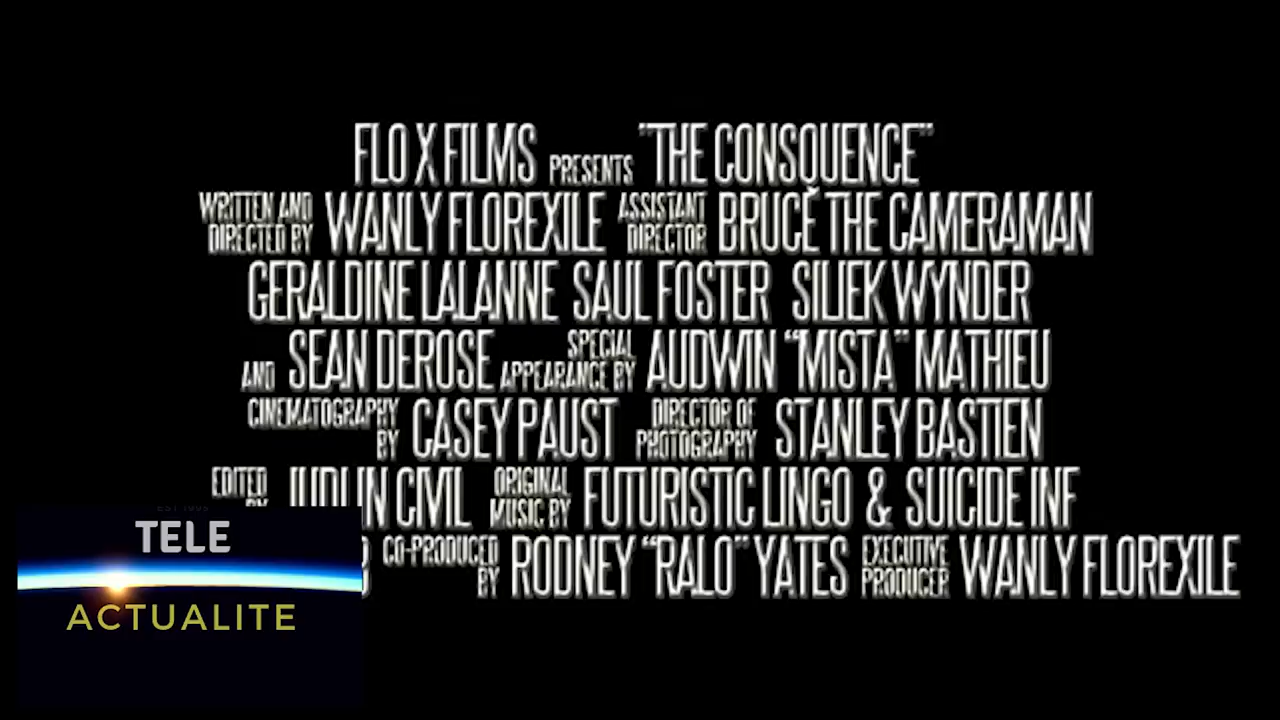 FLO X FILMS PRESENTS "THE CONSQUENCE"
WRITTEN AND DIRECTED BY WANLY FLOREXILE ASSISTANT DIRECTOR BRUCE THE CAMERAMAN
GERALDINE LALANNE SAUL FOSTER SILIEK WYNDER
AND SEAN DEROSE SPECIAL APPEARANCE BY AUDWIN “MISTA” MATHIEU
CINEMATOGRAPHY BY CASEY PAUST DIRECTOR OF PHOTOGRAPHY STANLEY BASTIEN
EDITED BY CIVIL ORIGINAL MUSIC BY FUTURISTIC LINGO & SUICIDE INF
CO-PRODUCED BY RODNEY “RALO” YATES EXECUTIVE PRODUCER WANLY FLOREXILE
TELE
ACTUALITE